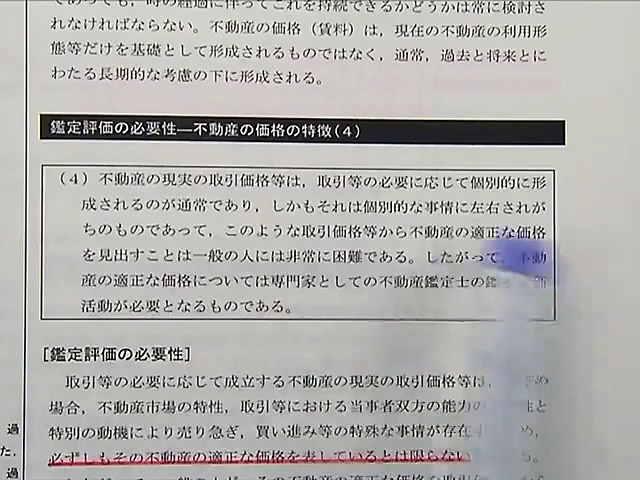 であっても，時の経過に伴ってこれを持続できるかどうかは常に検討さ
れなければならない。不動産の価格（賃料）は，現在の不動産の利用形
態等だけを基礎として形成されるものではなく，通常，過去と将来とに
わたる長期的な考慮の下に形成される。
鑑定評価の必要性―不動産の価格の特徴（4）
（4）不動産の現実の取引価格等は，取引等の必要に応じて個別的に形
成されるのが通常であり，しかもそれは個別的な事情に左右されが
ちのものであって，このような取引価格等から不動産の適正な価格
を見出すことは一般の人には非常に困難である。したがって，不動
産の適正な価格については専門家としての不動産鑑定士の鑑 価
活動が必要となるものである。
［鑑定評価の必要性］
取引等の必要に応じて成立する不動産の現実の取引価格等は，
場合，不動産市場の特性，取引等における当事者双方の能力の 性と
特別の動機により売り急ぎ，買い進み等の特殊な事情が存在 め，
過 必ずしもその不動産の適正な価格を表しているとは限らない 。
た．
過